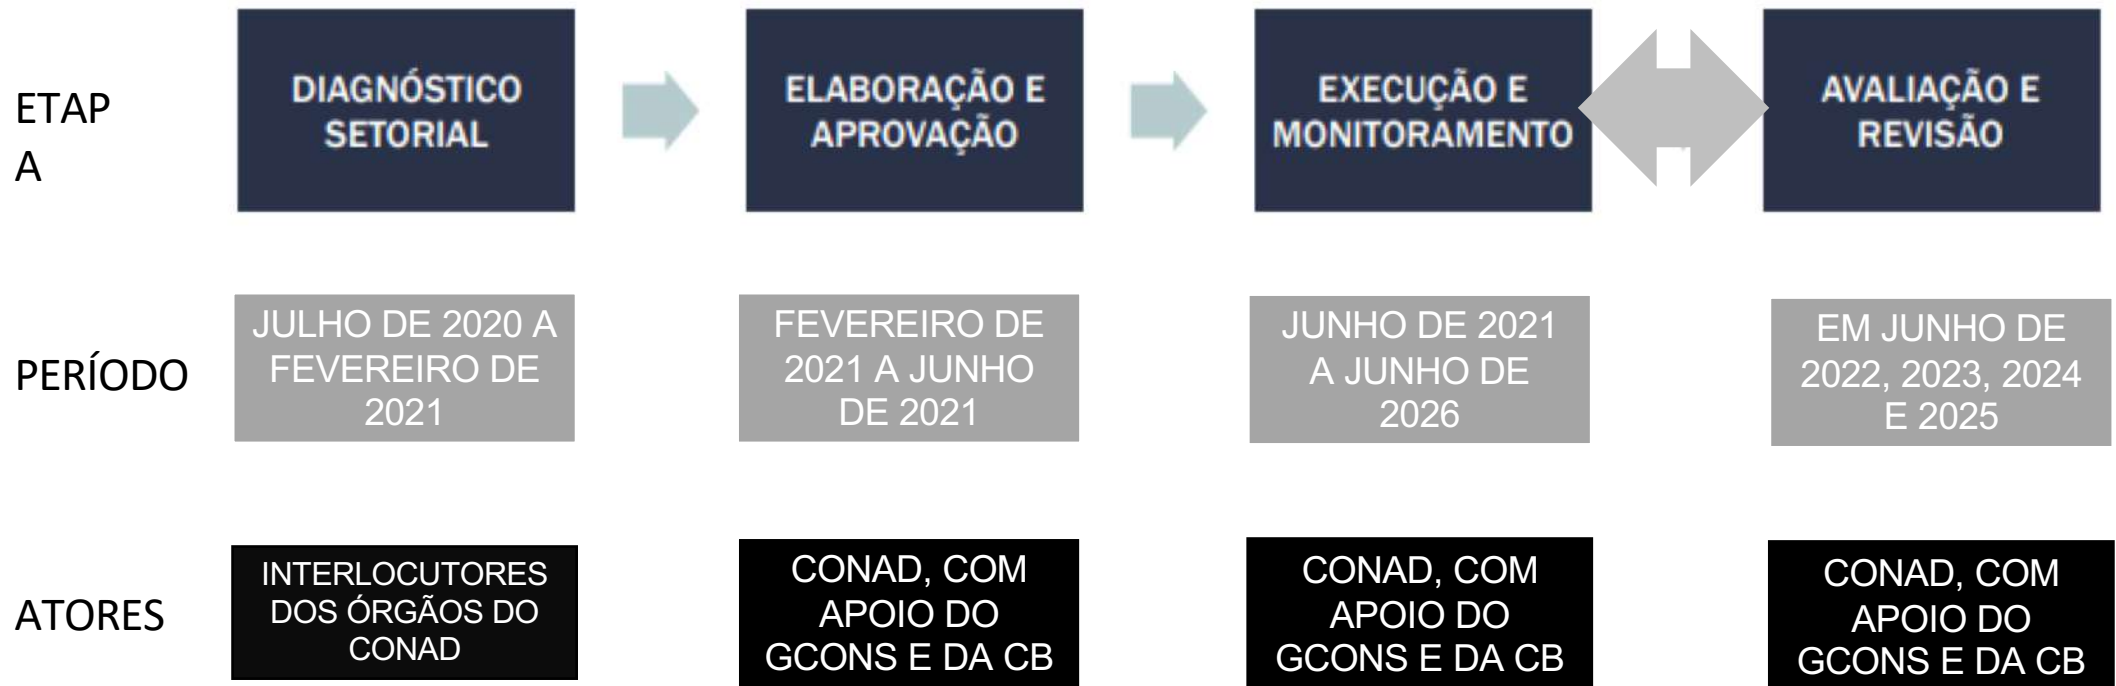 ETAP
A
DIAGNÓSTICO
SETORIAL
ELABORAÇÃO E
APROVAÇÃO
EXECUÇÃO E
MONITORAMENTO
AVALIAÇÃO E
REVISÃO
PERÍODO
JULHO DE 2020 A
FEVEREIRO DE
2021
FEVEREIRO DE
2021 A JUNHO
DE 2021
JUNHO DE 2021
A JUNHO DE
2026
EM JUNHO DE
2022, 2023, 2024
E 2025
ATORES
INTERLOCUTORES
DOS ÓRGÃOS DO
CONAD
CONAD, COM
APOIO DO
GCONS E DA CB
CONAD, COM
APOIO DO
GCONS E DA CB
CONAD, COM
APOIO DO
GCONS E DA CB